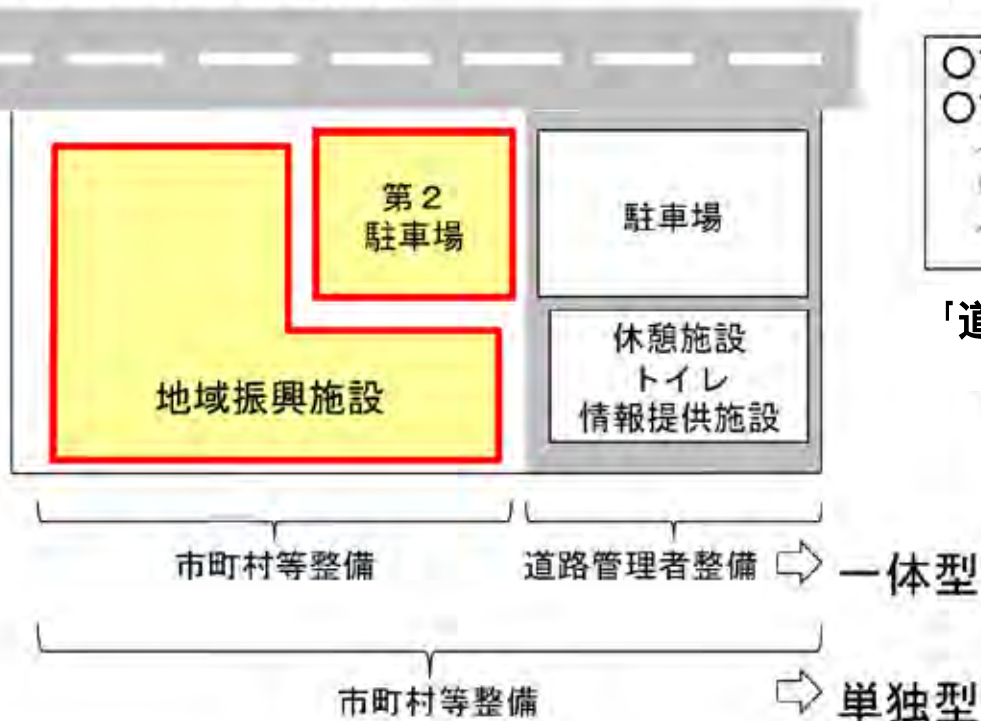 第2
駐車場
駐車場
地域振興施設
休憩施設
トイレ
情報提供施設
○
○
「道
市町村等整備
道路管理者整備
一体型
市町村等整備
単独型